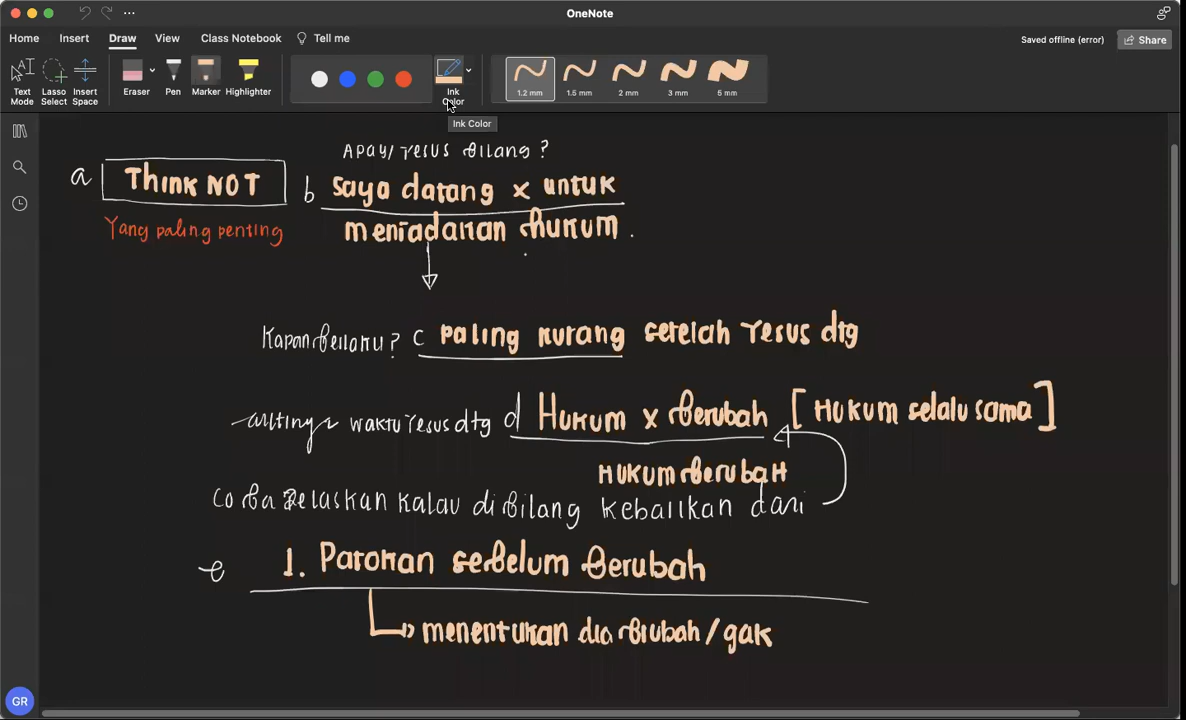 OneNote
Home Insert Draw View Class Notebook Tell me
Saved offline (error) Share
Text Mode
Lasso Select
Insert Space
Eraser
Pen
Marker
Highlighter
Ink Color
1.2 mm 1.5 mm 2 mm 3 mm 5 mm
Ink Color
Apa yesus bilang?
a Think NOT
b saya datang x untuk
meniadakan hukum.
Yang paling penting
Kapan berlaku? c paling kurang setelah Yesus dtg
artinya waktu Yesus dtg d Hukum x berubah [Hukum selalu sama]
Hukum berubah
coba jelaskan kalau dibilang kebalikan dari
e 1. Patokan sebelum berubah
menentukan dia berubah/gak
GR